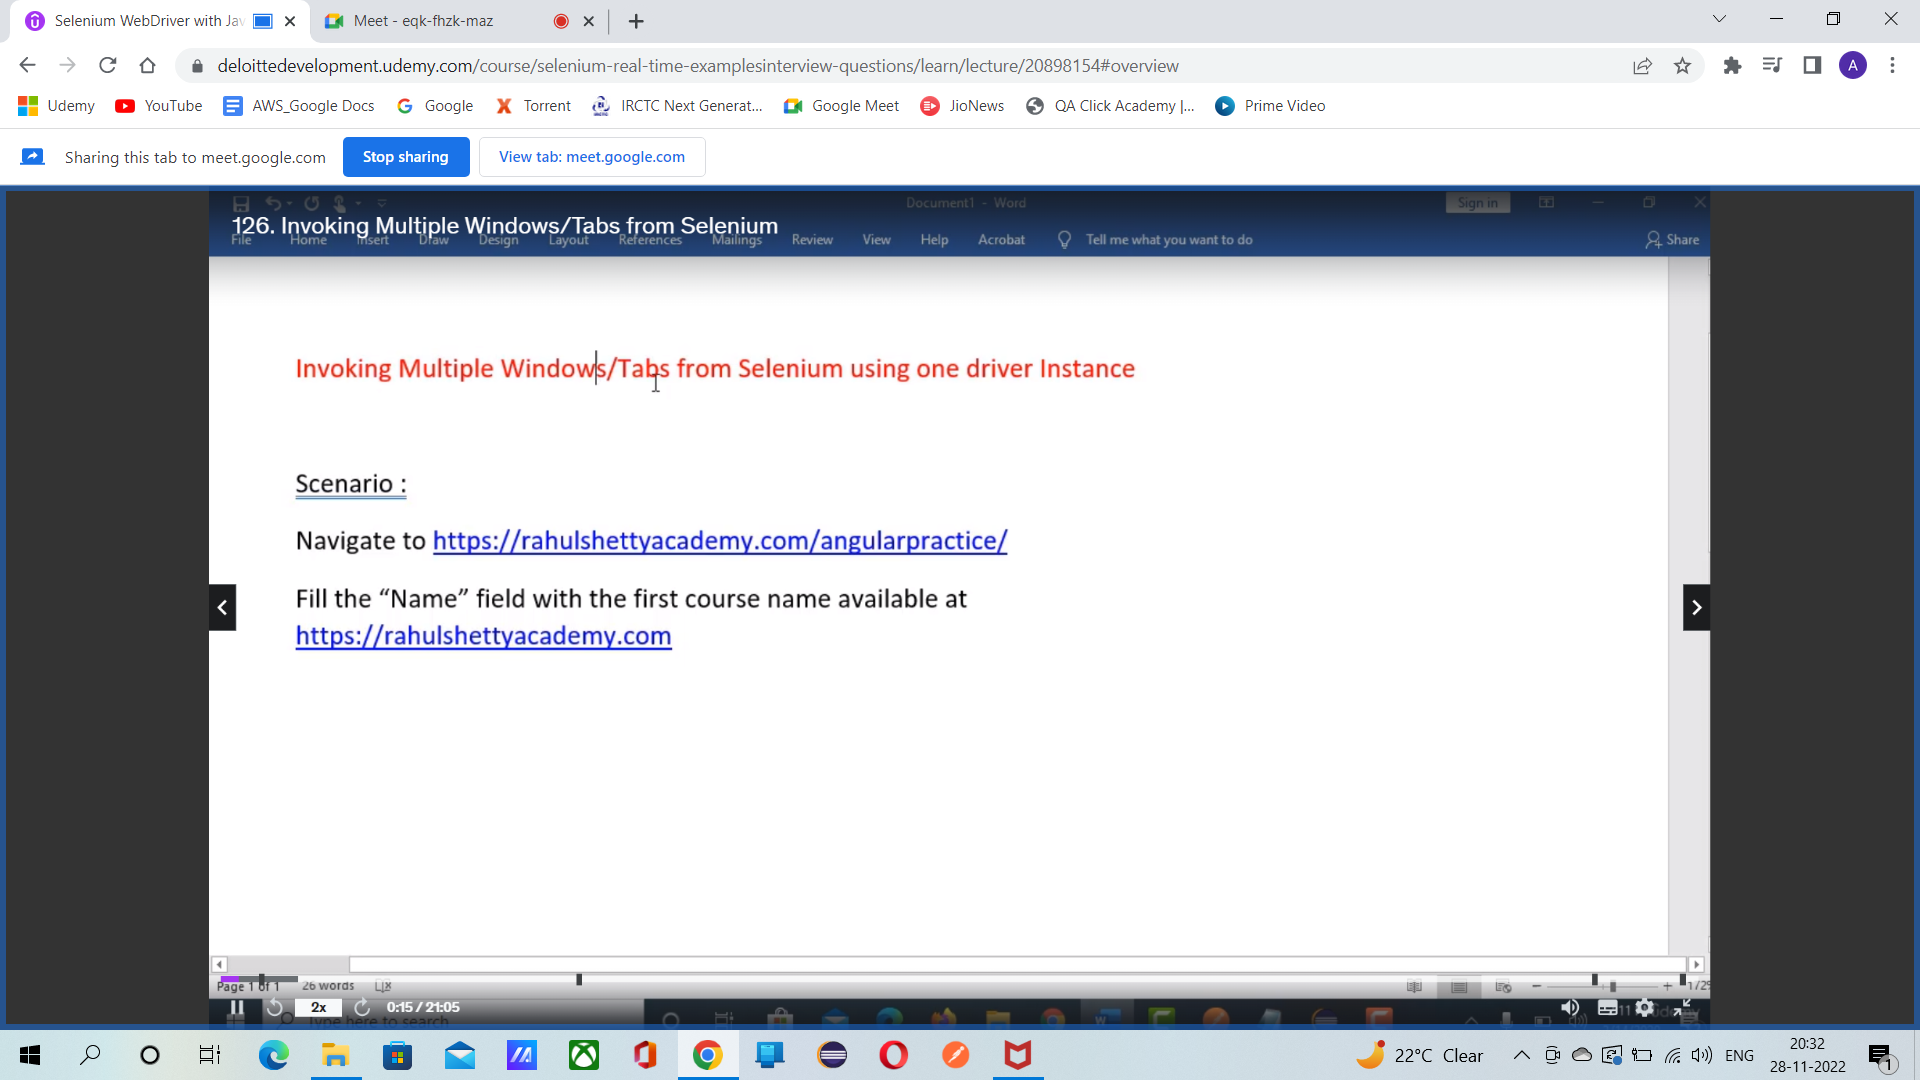 Selenium WebDriver with Jav
Meet - eqk-fhzk-maz
deloittedevelopment.udemy.com/course/selenium-real-time-examplesinterview-questions/learn/lecture/20898154#overview
A
Udemy YouTube AWS_Google Docs Google Torrent IRCTC Next Generat... Google Meet JioNews QA Click Academy |... Prime Video
Sharing this tab to meet.google.com Stop sharing View tab: meet.google.com
Document1 - Word Sign in
126. Invoking Multiple Windows/Tabs from Selenium
File Home Insert Draw Design Layout References Mailings Review View Help Acrobat Tell me what you want to do Share
Invoking Multiple Windows/Tabs from Selenium using one driver Instance
Scenario :
Navigate to https://rahulshettyacademy.com/angularpractice/
Fill the “Name” field with the first course name available at
https://rahulshettyacademy.com
Page 1 of 1 26 words
2x 0:15 / 21:05
Type here to search
22°C Clear ENG 20:32
28-11-2022
1